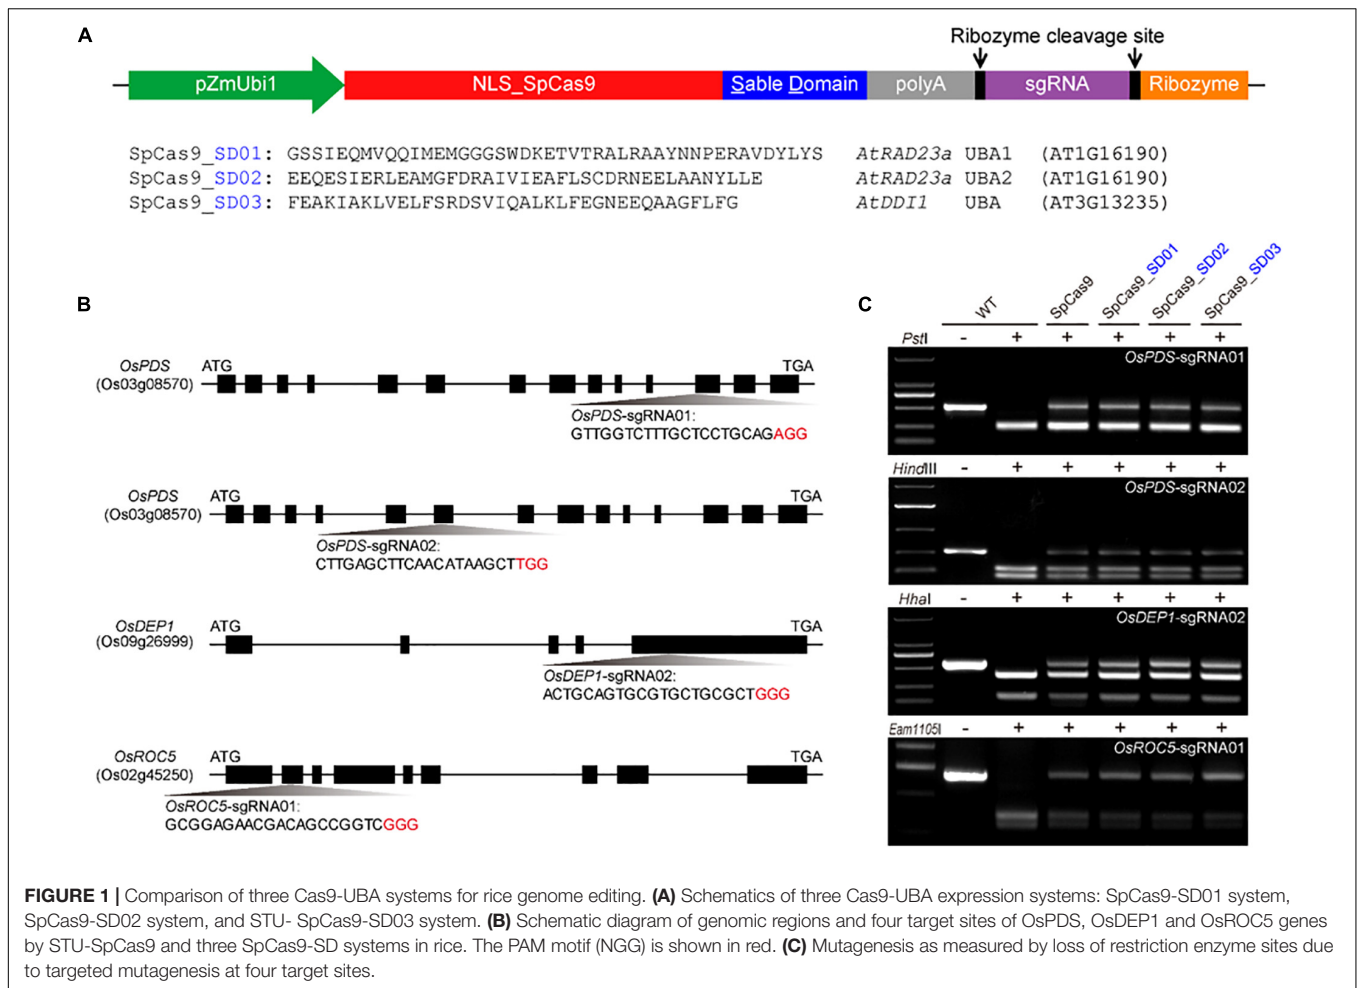 A
Ribozyme cleavage site
pZmUbi1 NLS_SpCas9 Sable Domain polyA sgRNA Ribozyme
SpCas9_SD01: GSSIEQMVQQIMEMGGGSWDKETVTRALRAAYNNPERAVDYLYS AtRAD23a UBA1 (AT1G16190)
SpCas9_SD02: EEQESIERLEAMGFDRAIVIEAFLSCDRNEELAANYLLE AtRAD23a UBA2 (AT1G16190)
SpCas9_SD03: FEAKIAKLVELFSRDSVIQALKLFEGNEEQAAGFLFG AtDDI1 UBA (AT3G13235)
B
OsPDS ATG TGA
(Os03g08570)
OsPDS-sgRNA01:
GTTGGTCTTTGCTCCTGCAGAGG
OsPDS ATG TGA
(Os03g08570)
OsPDS-sgRNA02:
CTTGAGCTTCAACATAAGCTTGG
OsDEP1 ATG TGA
(Os09g26999)
OsDEP1-sgRNA02:
ACTGCAGTGCGTGCTGCGCTGGG
OsROC5 ATG TGA
(Os02g45250)
OsROC5-sgRNA01:
GCGGAGAACGACAGCCGGTCGGG
C
WT SpCas9 SpCas9_SD01 SpCas9_SD02 SpCas9_SD03
PstI - + + + + +
OsPDS-sgRNA01
HindIII - + + + + +
OsPDS-sgRNA02
HhaI - + + + + +
OsDEP1-sgRNA02
Eam1105I - + + + + +
OsROC5-sgRNA01
FIGURE 1 | Comparison of three Cas9-UBA systems for rice genome editing. (A) Schematics of three Cas9-UBA expression systems: SpCas9-SD01 system,
SpCas9-SD02 system, and STU- SpCas9-SD03 system. (B) Schematic diagram of genomic regions and four target sites of OsPDS, OsDEP1 and OsROC5 genes
by STU-SpCas9 and three SpCas9-SD systems in rice. The PAM motif (NGG) is shown in red. (C) Mutagenesis as measured by loss of restriction enzyme sites due
to targeted mutagenesis at four target sites.